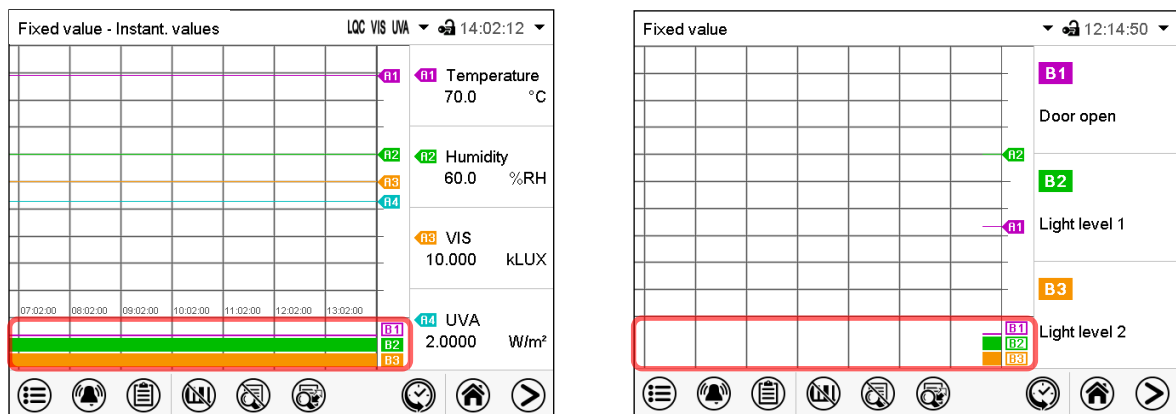 Fixed value - Instant. values LQC VIS UVA 14:02:12
A1 A1 Temperature
70.0 °C
A2 A2 Humidity
60.0 %RH
A3
A4
A3 VIS
10.000 kLUX
A4 UVA
2.0000 W/m²
07:02:00 08:02:00 09:02:00 10:02:00 11:02:00 12:02:00 13:02:00
B1
B2
B3
Fixed value 12:14:50
B1
Door open
A2
B2
Light level 1
A1
B3
Light level 2
B1
B2
B3